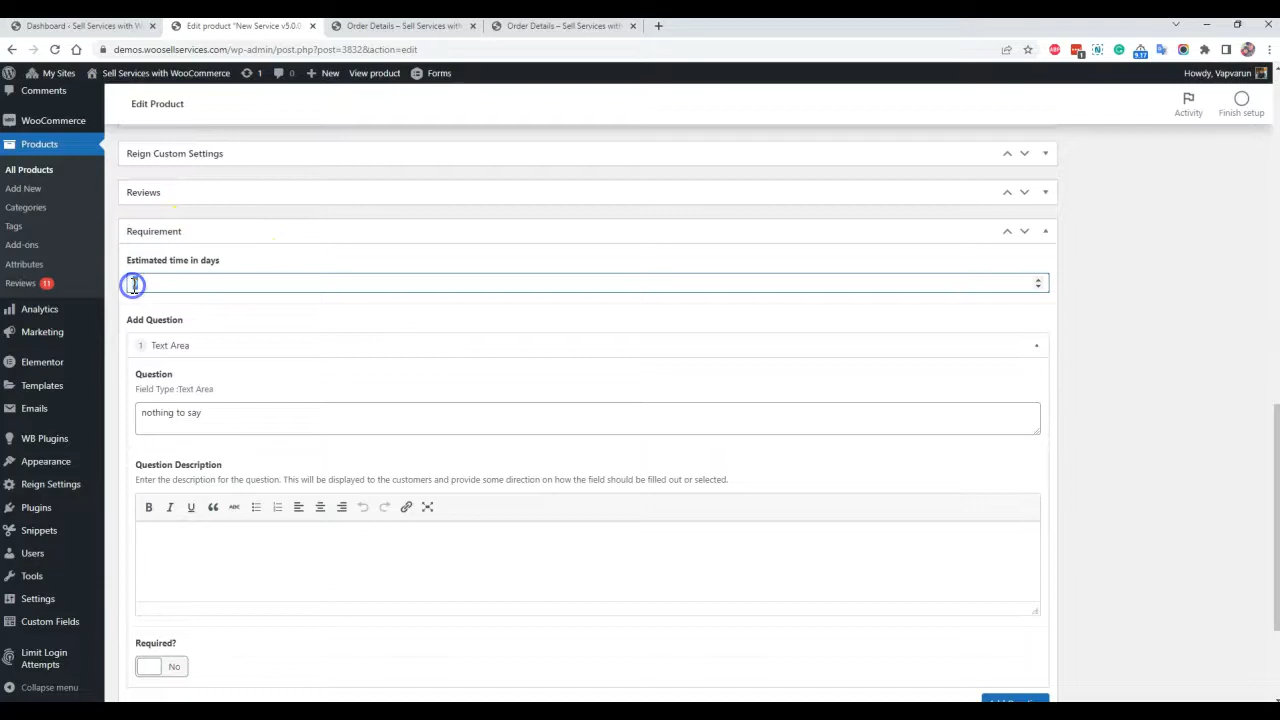 Dashboard ‹ Sell Services with W
Edit product "New Service v5.0.0
Order Details – Sell Services with
Order Details – Sell Services with
demos.woosellservices.com/wp-admin/post.php?post=3832&action=edit
9.17
1
My Sites
Sell Services with WooCommerce
1
0
New
View product
Forms
Howdy, Vapvarun
Comments
WooCommerce
Products
All Products
Add New
Categories
Tags
Add-ons
Attributes
Reviews 11
Analytics
Marketing
Elementor
Templates
Emails
WB Plugins
Appearance
Reign Settings
Plugins
Snippets
Users
Tools
Settings
Custom Fields
Limit Login
Attempts
Collapse menu
Edit Product
Activity
Finish setup
Reign Custom Settings
Reviews
Requirement
Estimated time in days
Add Question
1 Text Area
Question
Field Type :Text Area
nothing to say
Question Description
Enter the description for the question. This will be displayed to the customers and provide some direction on how the field should be filled out or selected.
B I U ABC
Required?
No